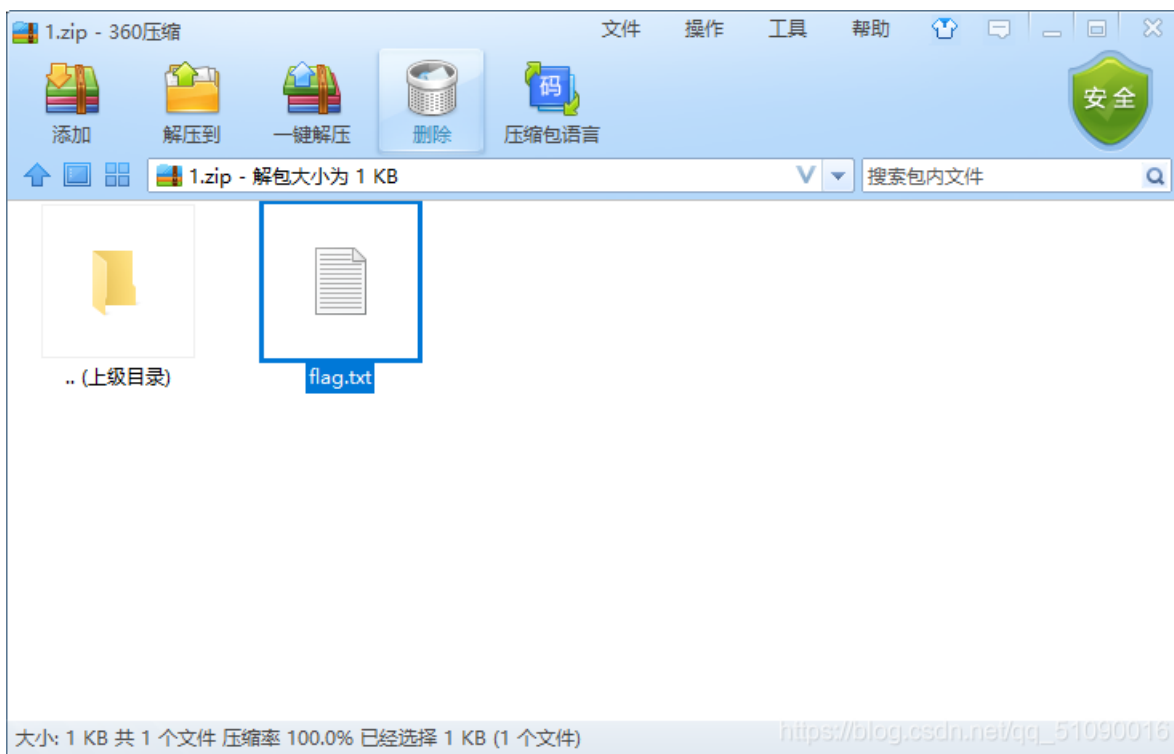 1.zip - 360压缩 文件 操作 工具 帮助
添加 解压到 一键解压 删除 码 压缩包语言 安全
1.zip - 解包大小为 1 KB 搜索包内文件
.. (上级目录) flag.txt
大小: 1 KB 共 1 个文件 压缩率 100.0% 已经选择 1 KB (1 个文件)
https://blog.csdn.net/qq_51090016